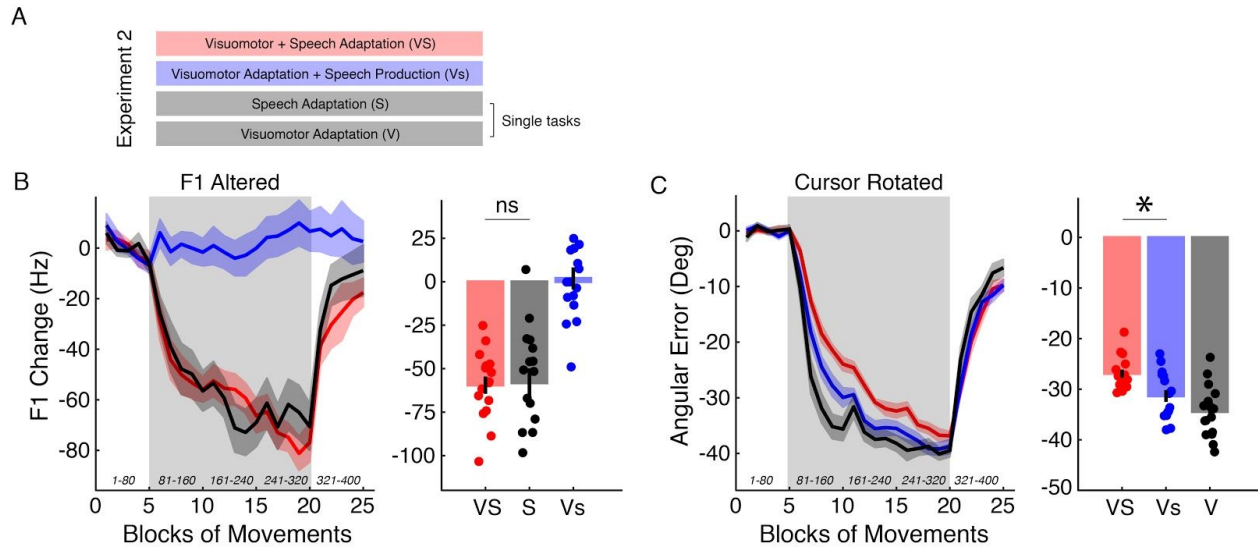 A
Experiment 2
Visuomotor + Speech Adaptation (VS)
Visuomotor Adaptation + Speech Production (Vs)
Speech Adaptation (S)
Visuomotor Adaptation (V)
Single tasks
B
F1 Altered
F1 Change (Hz)
0
-20
-40
-60
-80
1-80
81-160
161-240
241-320
321-400
0
5
10
15
20
25
Blocks of Movements
ns
25
0
-25
-50
-75
-100
VS
S
Vs
C
Cursor Rotated
Angular Error (Deg)
0
-10
-20
-30
-40
1-80
81-160
161-240
241-320
321-400
0
5
10
15
20
25
Blocks of Movements
*
0
-10
-20
-30
-40
-50
VS
Vs
V